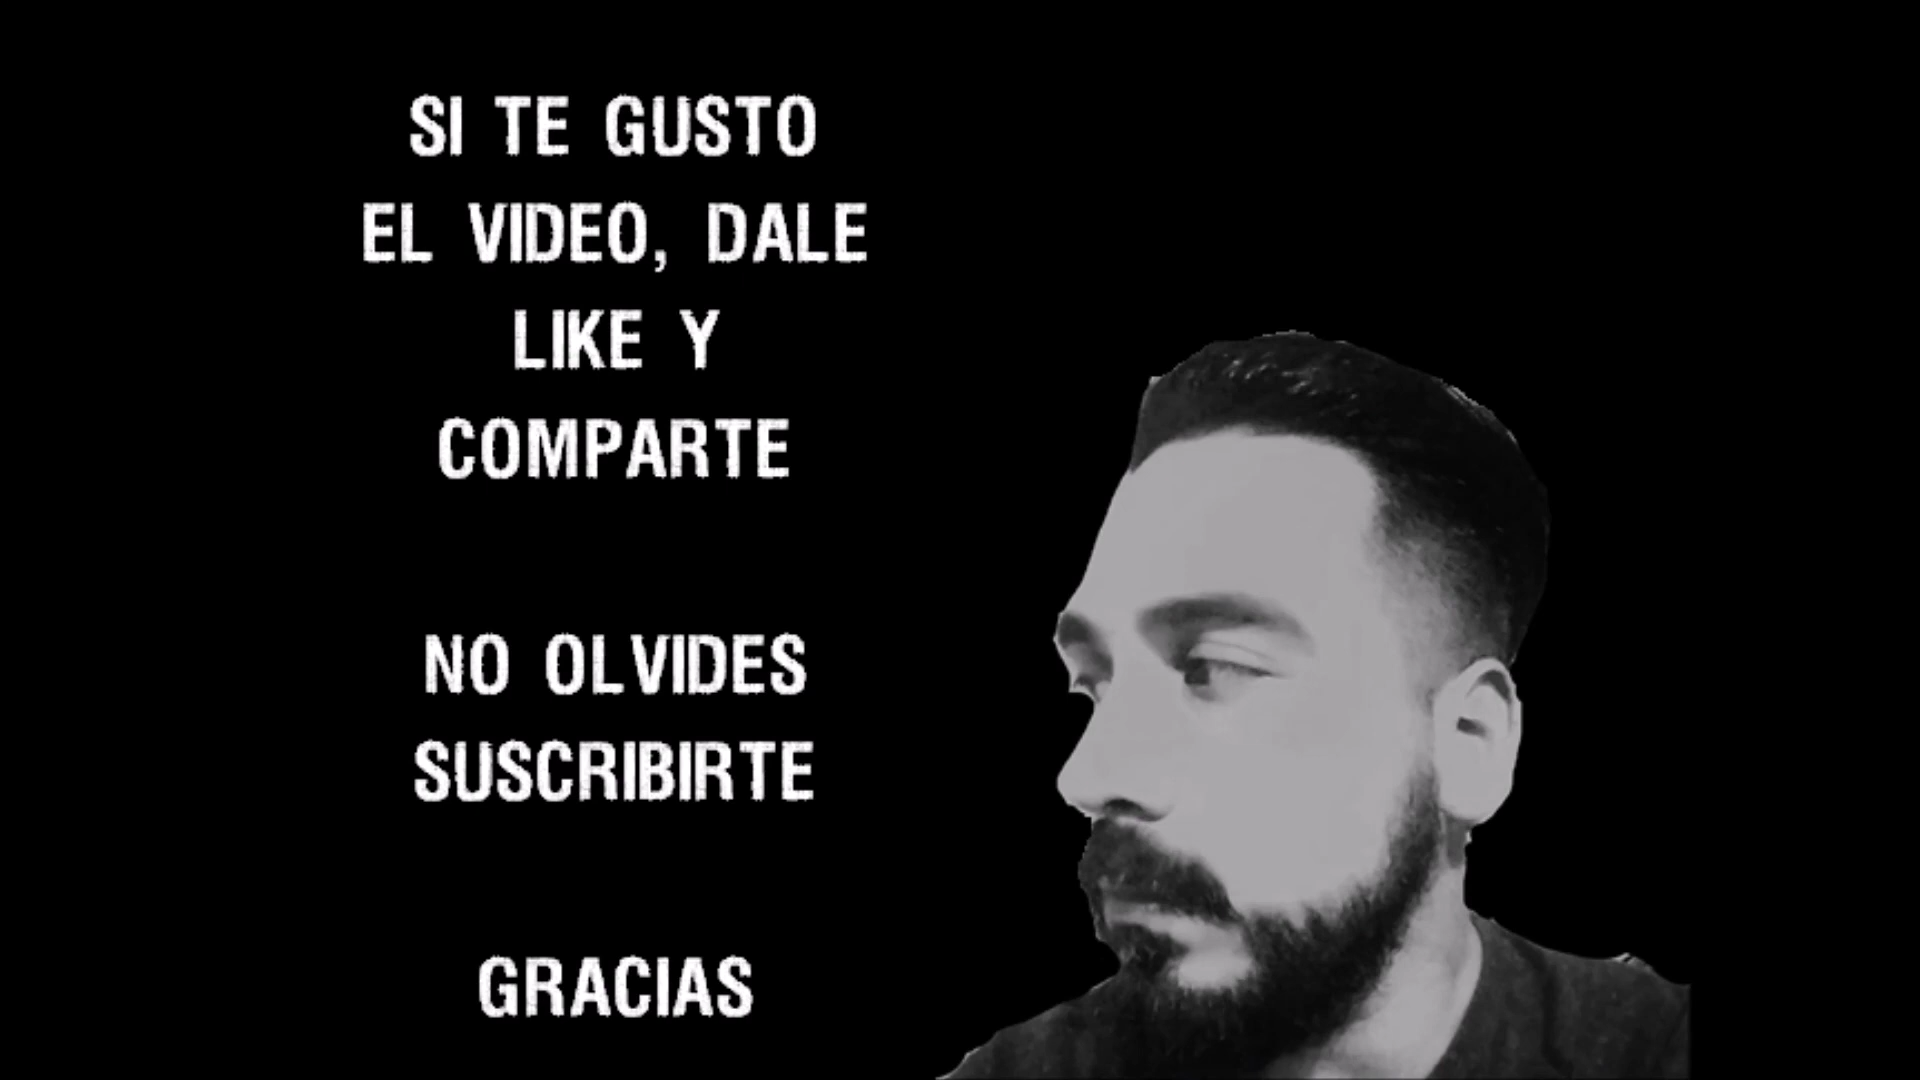 SI TE GUSTO
EL VIDEO, DALE
LIKE Y
COMPARTE
NO OLVIDES
SUSCRIBIRTE
GRACIAS